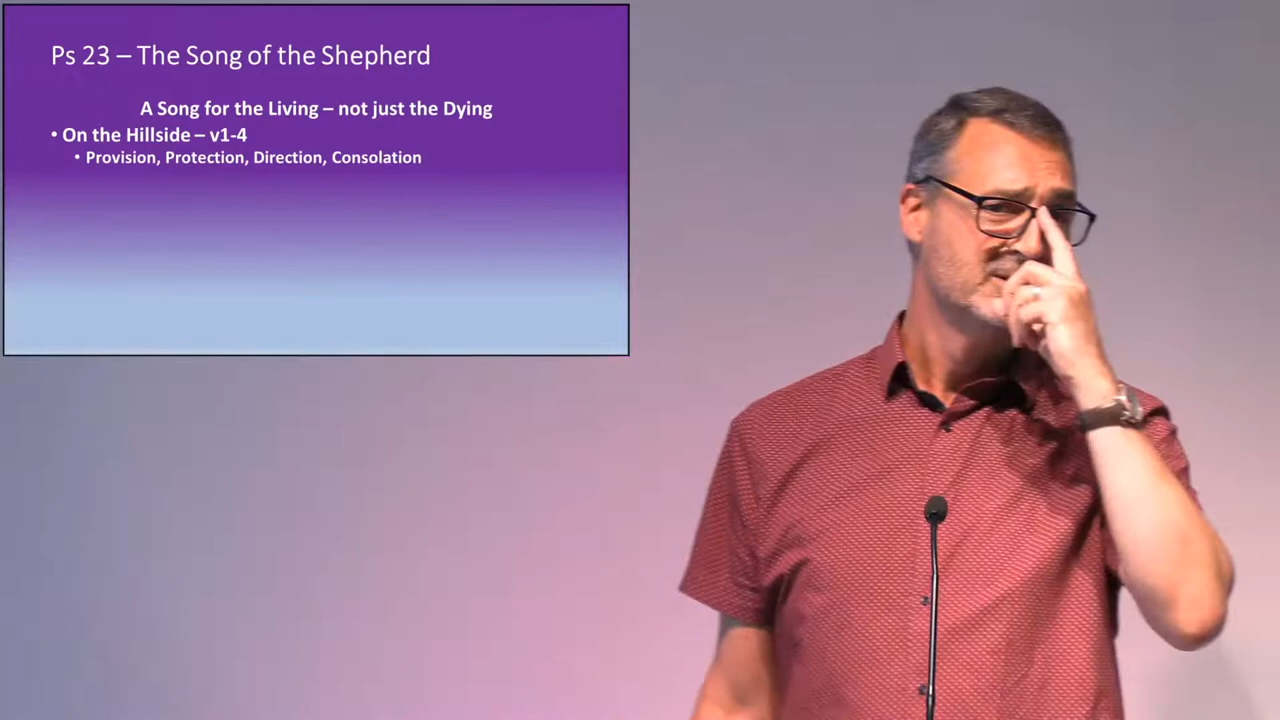 Ps 23 – The Song of the Shepherd
A Song for the Living – not just the Dying
• On the Hillside – v1-4
• Provision, Protection, Direction, Consolation